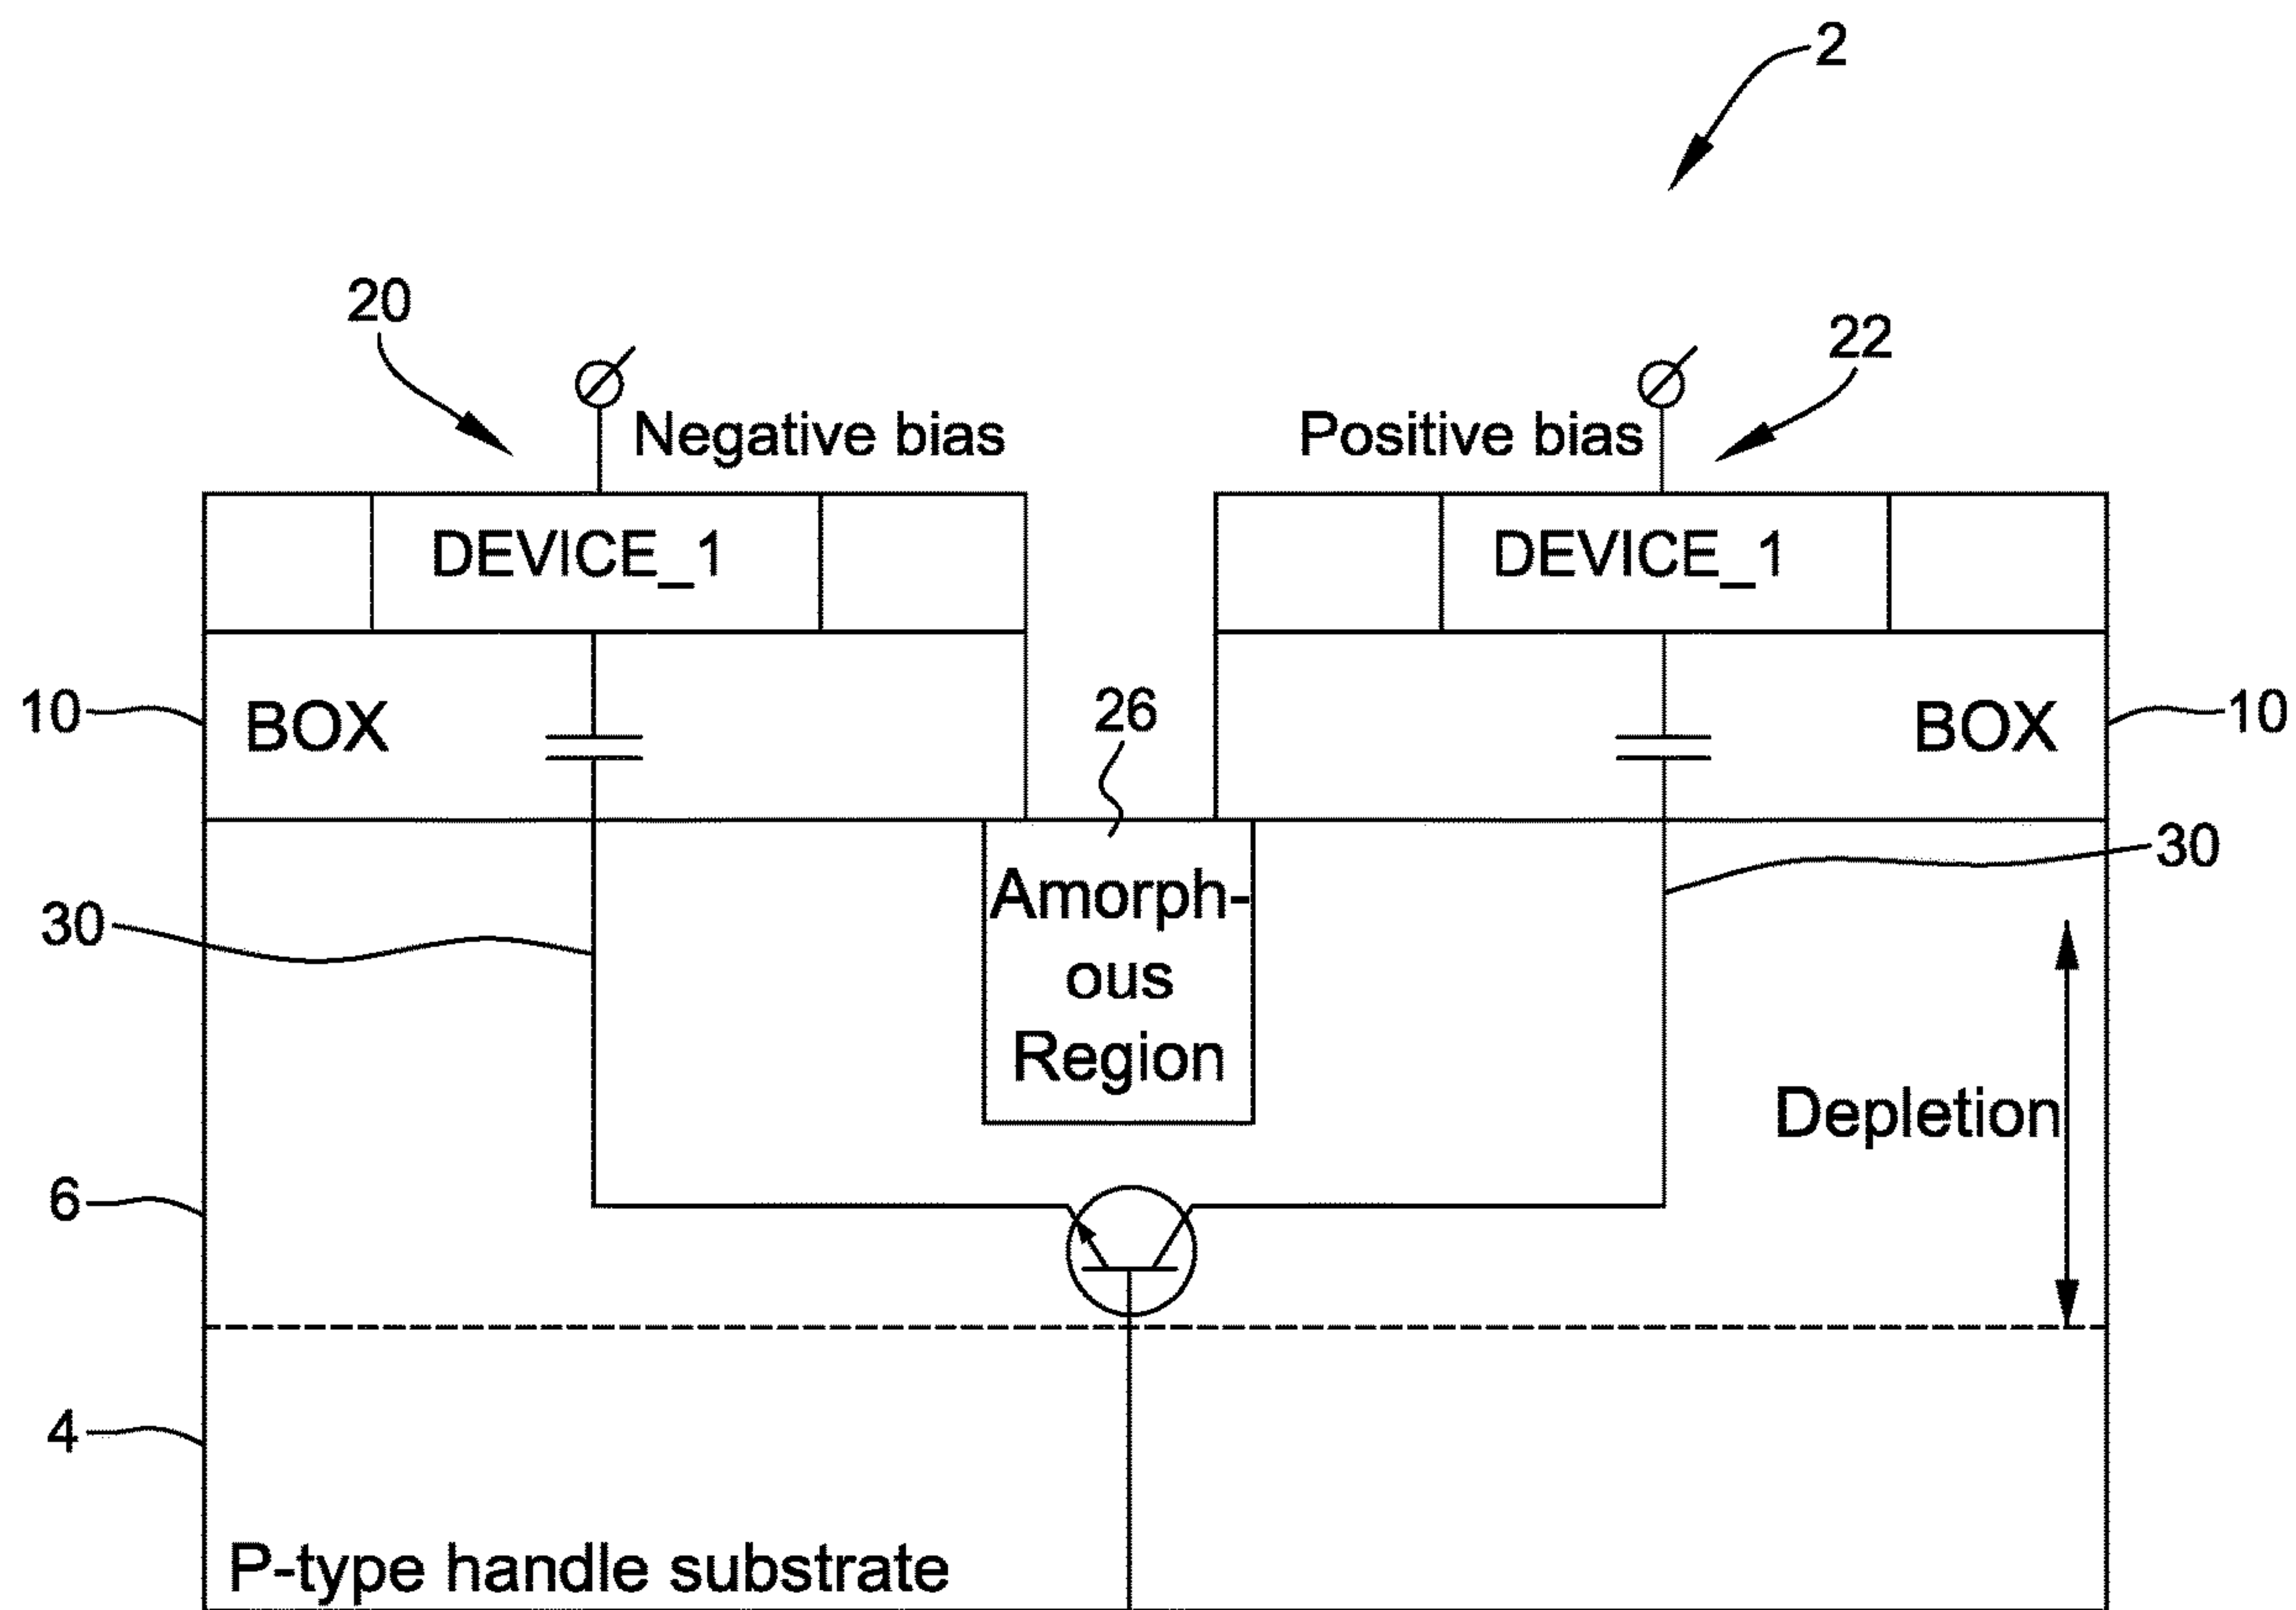 2
20
22
Negative bias
Positive bias
DEVICE_1
DEVICE_1
10
BOX
26
BOX
10
30
Amorph-
ous
Region
30
Depletion
6
4
P-type handle substrate